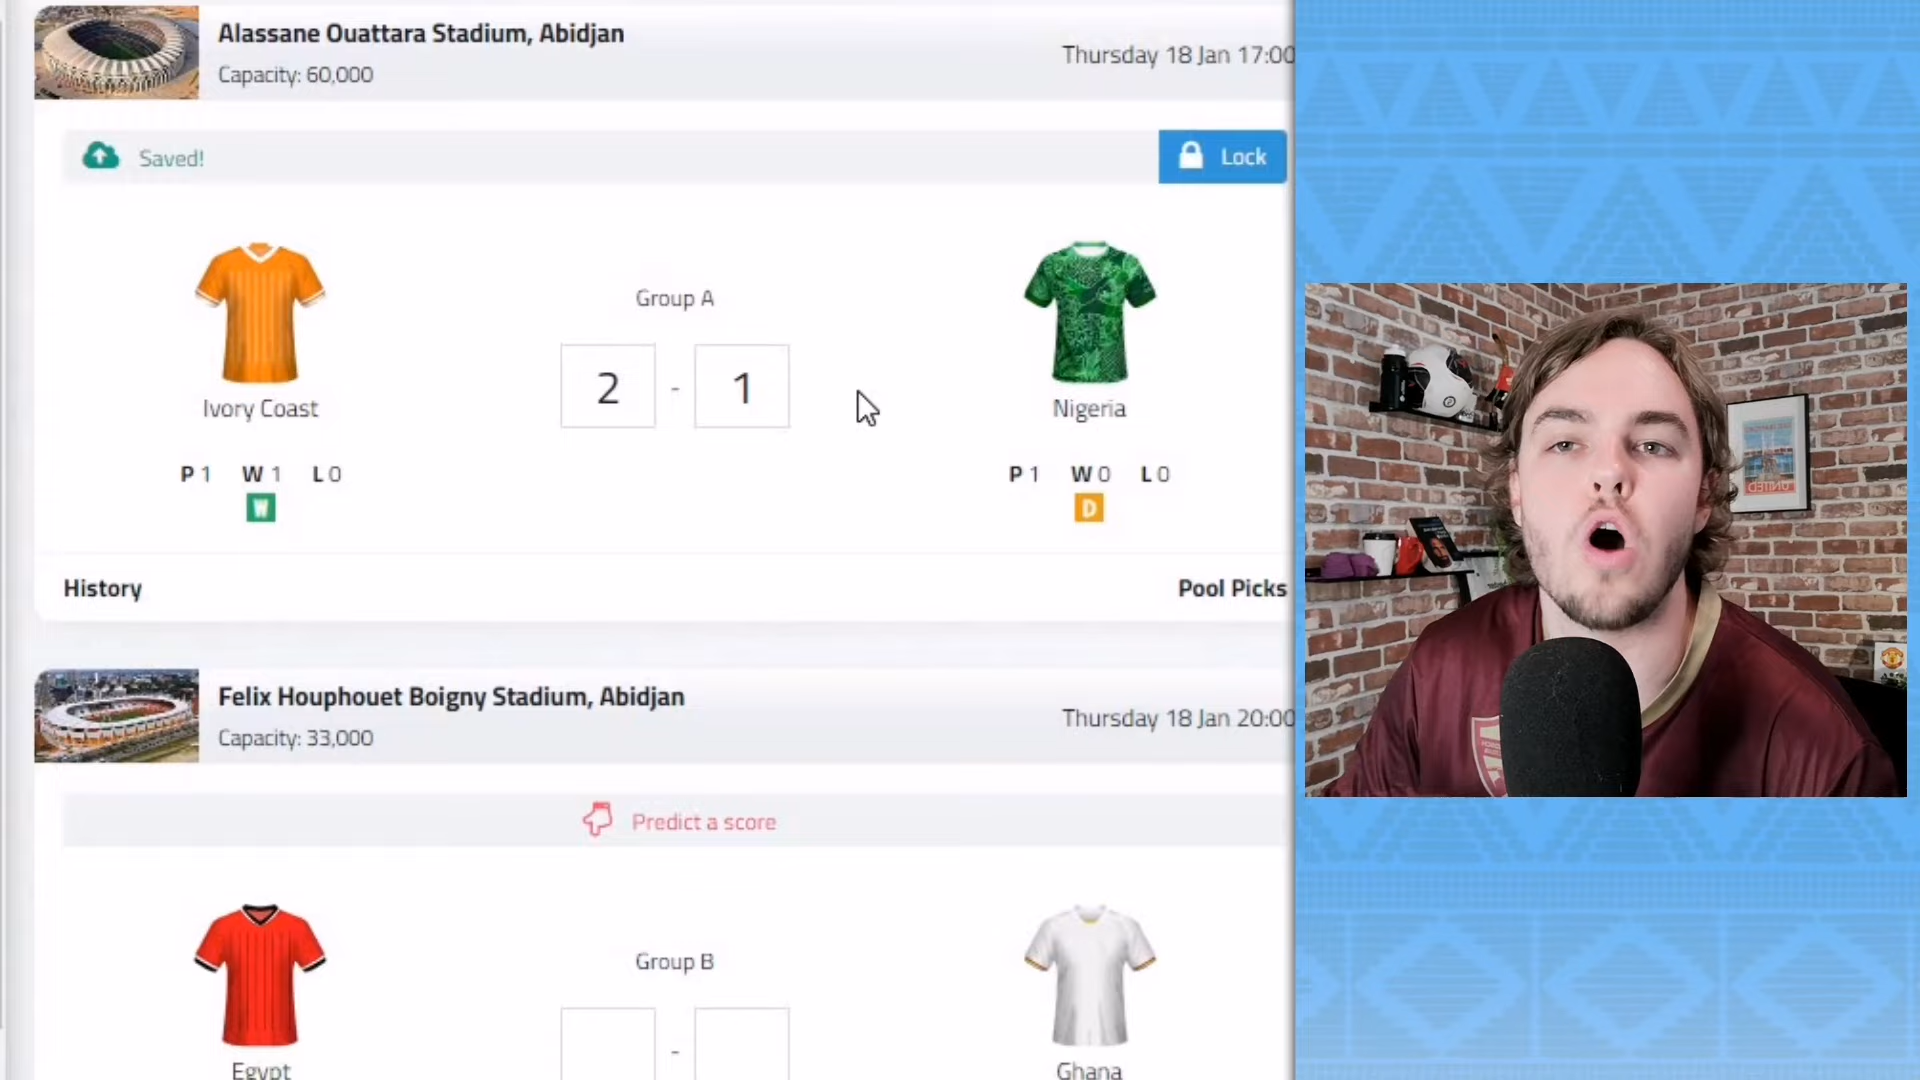 Alassane Ouattara Stadium, Abidjan
Capacity: 60,000
Thursday 18 Jan 17:00
Saved!
Lock
Group A
2 - 1
Ivory Coast
Nigeria
P 1 W 1 L 0
P 1 W 0 L 0
W
D
History
Pool Picks
Felix Houphouet Boigny Stadium, Abidjan
Capacity: 33,000
Thursday 18 Jan 20:00
Predict a score
Group B
-
Egypt
Ghana
UNITED